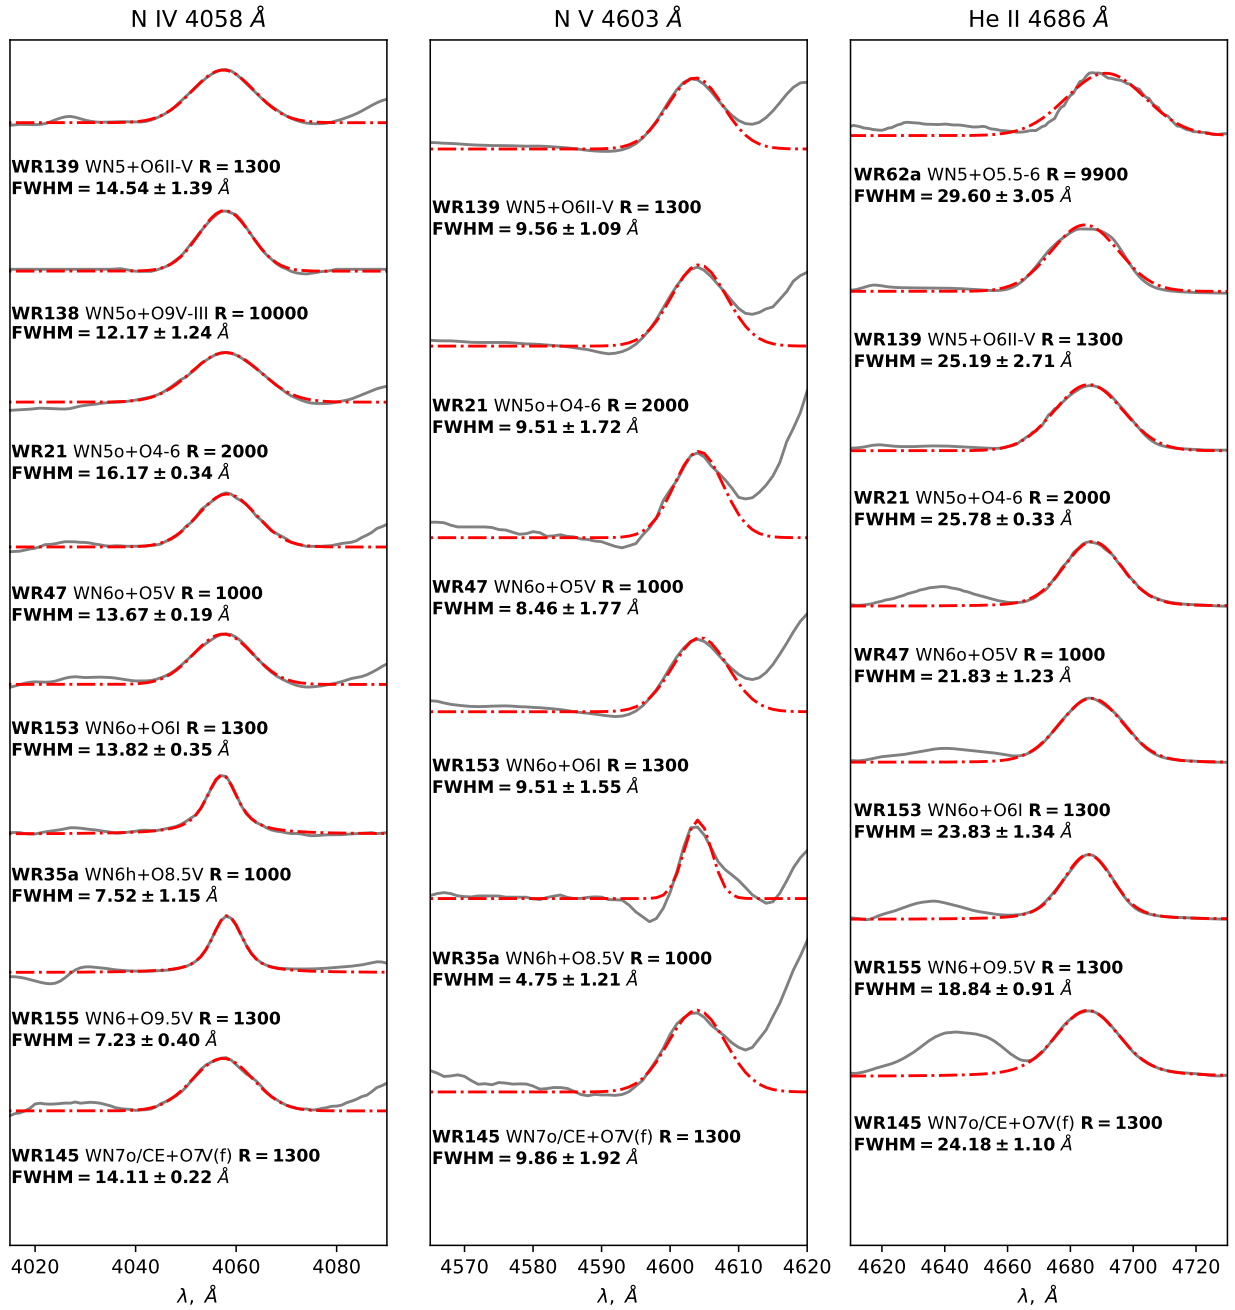 N IV 4058 Å
WR139 WN5+O6II-V R = 1300
FWHM = 14.54 ± 1.39 Å
WR138 WN5o+O9V-III R = 10000
FWHM = 12.17 ± 1.24 Å
WR21 WN5o+O4-6 R = 2000
FWHM = 16.17 ± 0.34 Å
WR47 WN6o+O5V R = 1000
FWHM = 13.67 ± 0.19 Å
WR153 WN6o+O6I R = 1300
FWHM = 13.82 ± 0.35 Å
WR35a WN6h+O8.5V R = 1000
FWHM = 7.52 ± 1.15 Å
WR155 WN6+O9.5V R = 1300
FWHM = 7.23 ± 0.40 Å
WR145 WN7o/CE+O7V(f) R = 1300
FWHM = 14.11 ± 0.22 Å
4020 4040 4060 4080
λ, Å
N V 4603 Å
WR139 WN5+O6II-V R = 1300
FWHM = 9.56 ± 1.09 Å
WR21 WN5o+O4-6 R = 2000
FWHM = 9.51 ± 1.72 Å
WR47 WN6o+O5V R = 1000
FWHM = 8.46 ± 1.77 Å
WR153 WN6o+O6I R = 1300
FWHM = 9.51 ± 1.55 Å
WR35a WN6h+O8.5V R = 1000
FWHM = 4.75 ± 1.21 Å
WR145 WN7o/CE+O7V(f) R = 1300
FWHM = 9.86 ± 1.92 Å
4570 4580 4590 4600 4610 4620
λ, Å
He II 4686 Å
WR62a WN5+O5.5-6 R = 9900
FWHM = 29.60 ± 3.05 Å
WR139 WN5+O6II-V R = 1300
FWHM = 25.19 ± 2.71 Å
WR21 WN5o+O4-6 R = 2000
FWHM = 25.78 ± 0.33 Å
WR47 WN6o+O5V R = 1000
FWHM = 21.83 ± 1.23 Å
WR153 WN6o+O6I R = 1300
FWHM = 23.83 ± 1.34 Å
WR155 WN6+O9.5V R = 1300
FWHM = 18.84 ± 0.91 Å
WR145 WN7o/CE+O7V(f) R = 1300
FWHM = 24.18 ± 1.10 Å
4620 4640 4660 4680 4700 4720
λ, Å